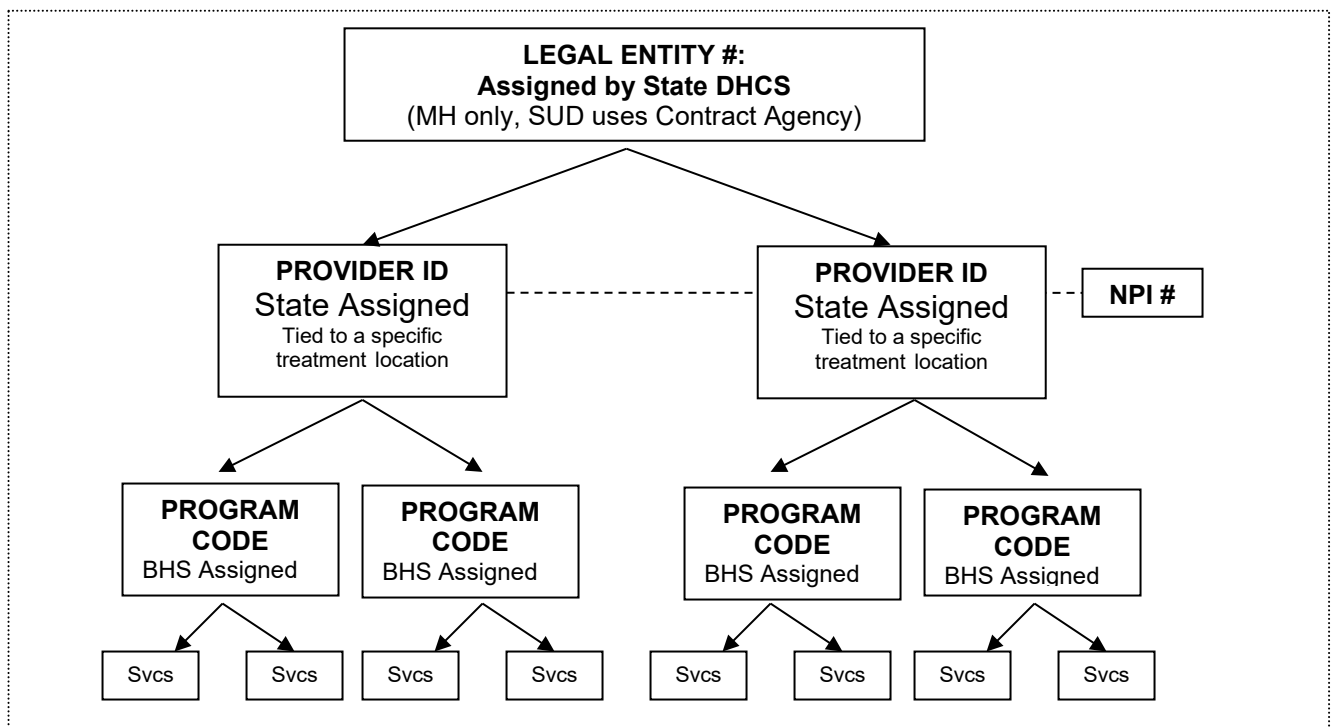 LEGAL ENTITY #:
Assigned by State DHCS
(MH only, SUD uses Contract Agency)
PROVIDER ID
State Assigned
Tied to a specific
treatment location
PROVIDER ID
State Assigned
Tied to a specific
treatment location
NPI #
PROGRAM
CODE
BHS Assigned
PROGRAM
CODE
BHS Assigned
PROGRAM
CODE
BHS Assigned
PROGRAM
CODE
BHS Assigned
Svcs
Svcs
Svcs
Svcs
Svcs
Svcs
Svcs
Svcs